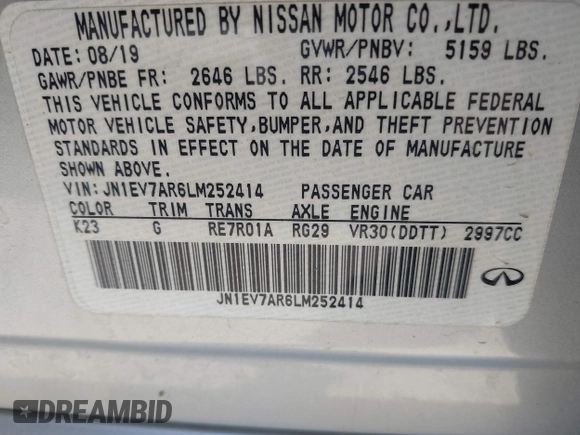 MANUFACTURED BY NISSAN MOTOR CO.,LTD.
DATE: 08/19 GVWR/PNBV: 5159 LBS.
GAWR/PNBE FR: 2646 LBS. RR: 2546 LBS.
THIS VEHICLE CONFORMS TO ALL APPLICABLE FEDERAL
MOTOR VEHICLE SAFETY,BUMPER,AND THEFT PREVENTION
STANDARDS IN EFFECT ON THE DATE OF MANUFACTURE
SHOWN ABOVE.
VIN: JN1EV7AR6LM252414 PASSENGER CAR
COLOR TRIM TRANS AXLE ENGINE
K23 G RE7R01A RG29 VR30(DDTT) 2997CC
JN1EV7AR6LM252414
DREAMBID